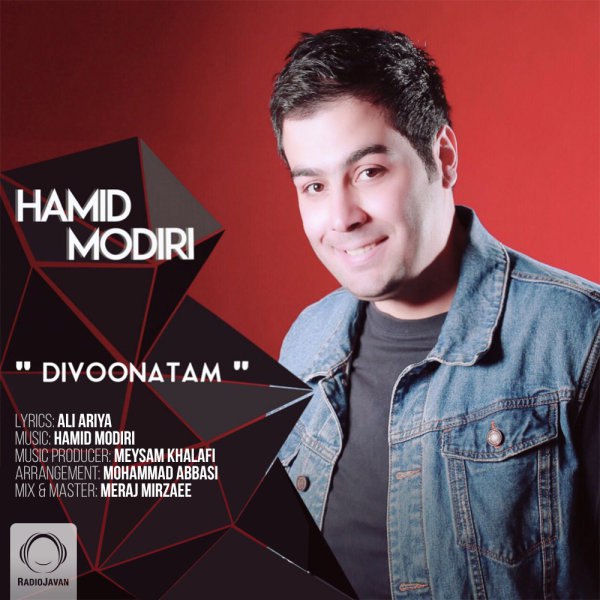 HAMID
MODIRI
" DIVOONATAM "
LYRICS: ALI ARIYA
MUSIC: HAMID MODIRI
MUSIC PRODUCER: MEYSAM KHALAFI
ARRANGEMENT: MOHAMMAD ABBASI
MIX & MASTER: MERAJ MIRZAEE
RADIOJAVAN